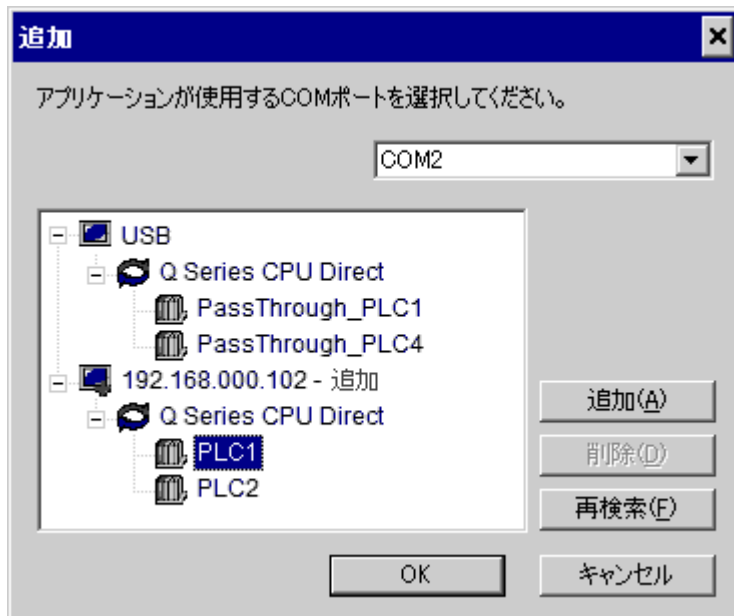 追加
アプリケーションが使用するCOMポートを選択してください。
COM2
USB
Q Series CPU Direct
PassThrough_PLC1
PassThrough_PLC4
192.168.000.102 - 追加
Q Series CPU Direct
PLC1
PLC2
追加(A)
削除(D)
再検索(F)
OK
キャンセル